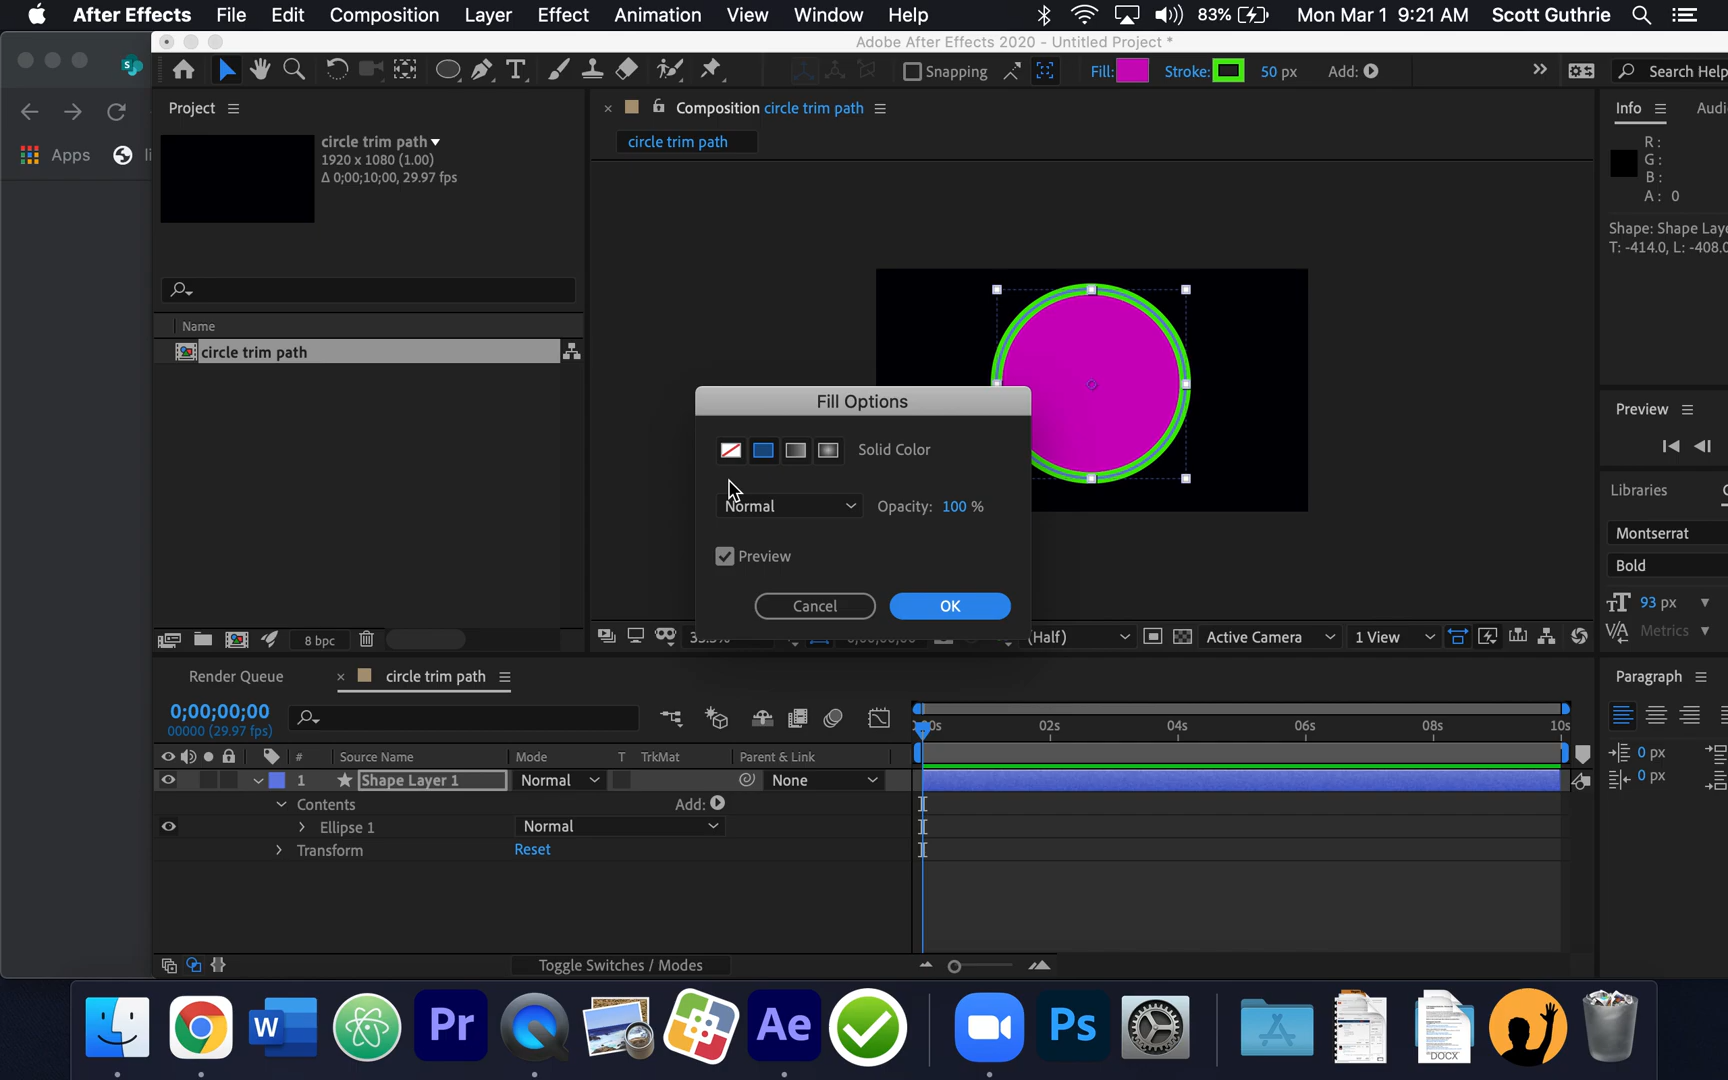 After Effects File Edit Composition Layer Effect Animation View Window Help 83% Mon Mar 1 9:21 AM Scott Guthrie
Adobe After Effects 2020 - Untitled Project *
Snapping Fill: Stroke: 50 px Add: Search Help
Project
Composition circle trim path
Info Audi
circle trim path
1920 x 1080 (1.00)
Δ 0;00;10;00, 29.97 fps
circle trim path
R :
G :
B :
A : 0
Apps li
Shape: Shape Laye
T: -414.0, L: -408.0
Name
circle trim path
Fill Options
Solid Color
Normal Opacity: 100 %
Preview
Cancel OK
Preview
Libraries C
Montserrat
Bold
93 px
Metrics
8 bpc
(Half) Active Camera 1 View
Render Queue circle trim path
Paragraph
0;00;00;00
00000 (29.97 fps)
02s 04s 06s 08s 10s
# Source Name Mode T TrkMat Parent & Link
0 px
0 px
1 Shape Layer 1 Normal None
Contents Add:
Ellipse 1 Normal
Transform Reset
Toggle Switches / Modes
W Pr Ae Ps
DOCX